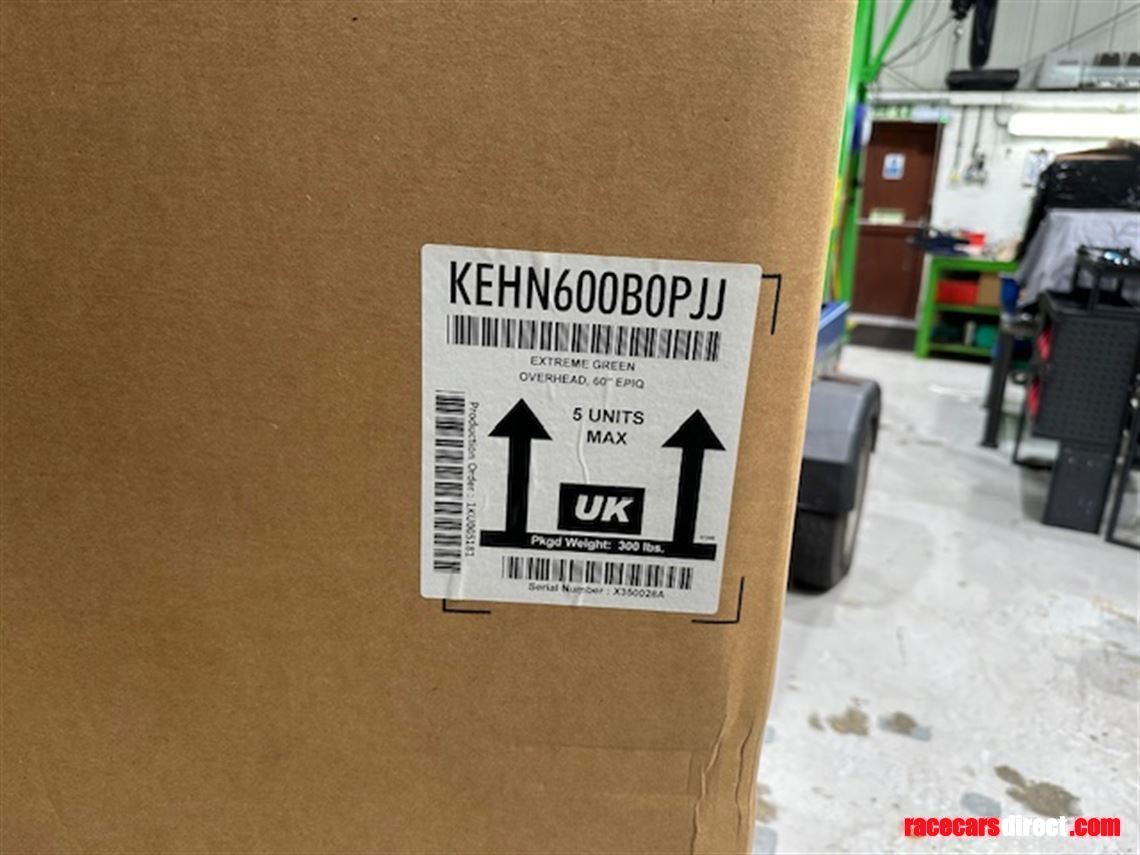 KEHN600B0PJJ
EXTREME GREEN
OVERHEAD, 60" EPIQ
5 UNITS
MAX
Production Order : 1KU065181
UK
Pkgd Weight: 300 lbs.
Serial Number : X350028A
racecarsdirect.com